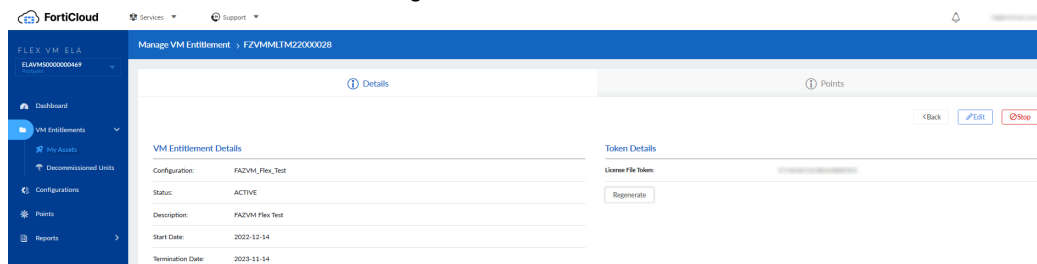 FortiCloud
Services
Support
FLEX VM ELA
ELAVMS0000000469
Postpaid
Manage VM Entitlement > FZVMMLTM22000028
Details
Points
Dashboard
VM Entitlements
My Assets
Decommissioned Units
Configurations
Points
Reports
<Back
Edit
Stop
VM Entitlement Details
Configuration: FAZVM_Flex_Test
Status: ACTIVE
Description: FAZVM Flex Test
Start Date: 2022-12-14
Termination Date: 2023-11-14
Token Details
License File Token:
Regenerate